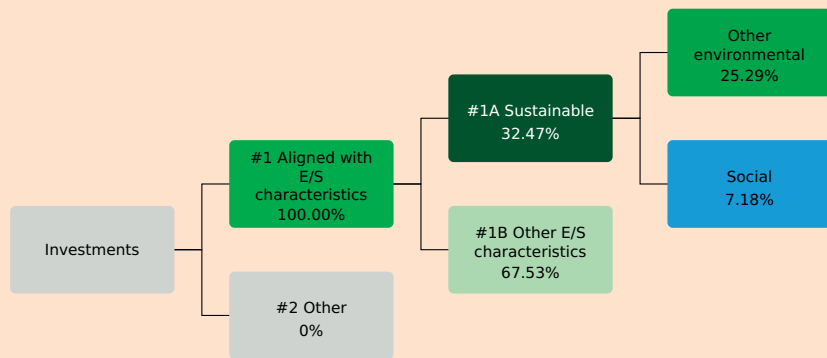 Investments
#1 Aligned with
E/S
characteristics
100.00%
#2 Other
0%
#1A Sustainable
32.47%
#1B Other E/S
characteristics
67.53%
Other
environmental
25.29%
Social
7.18%